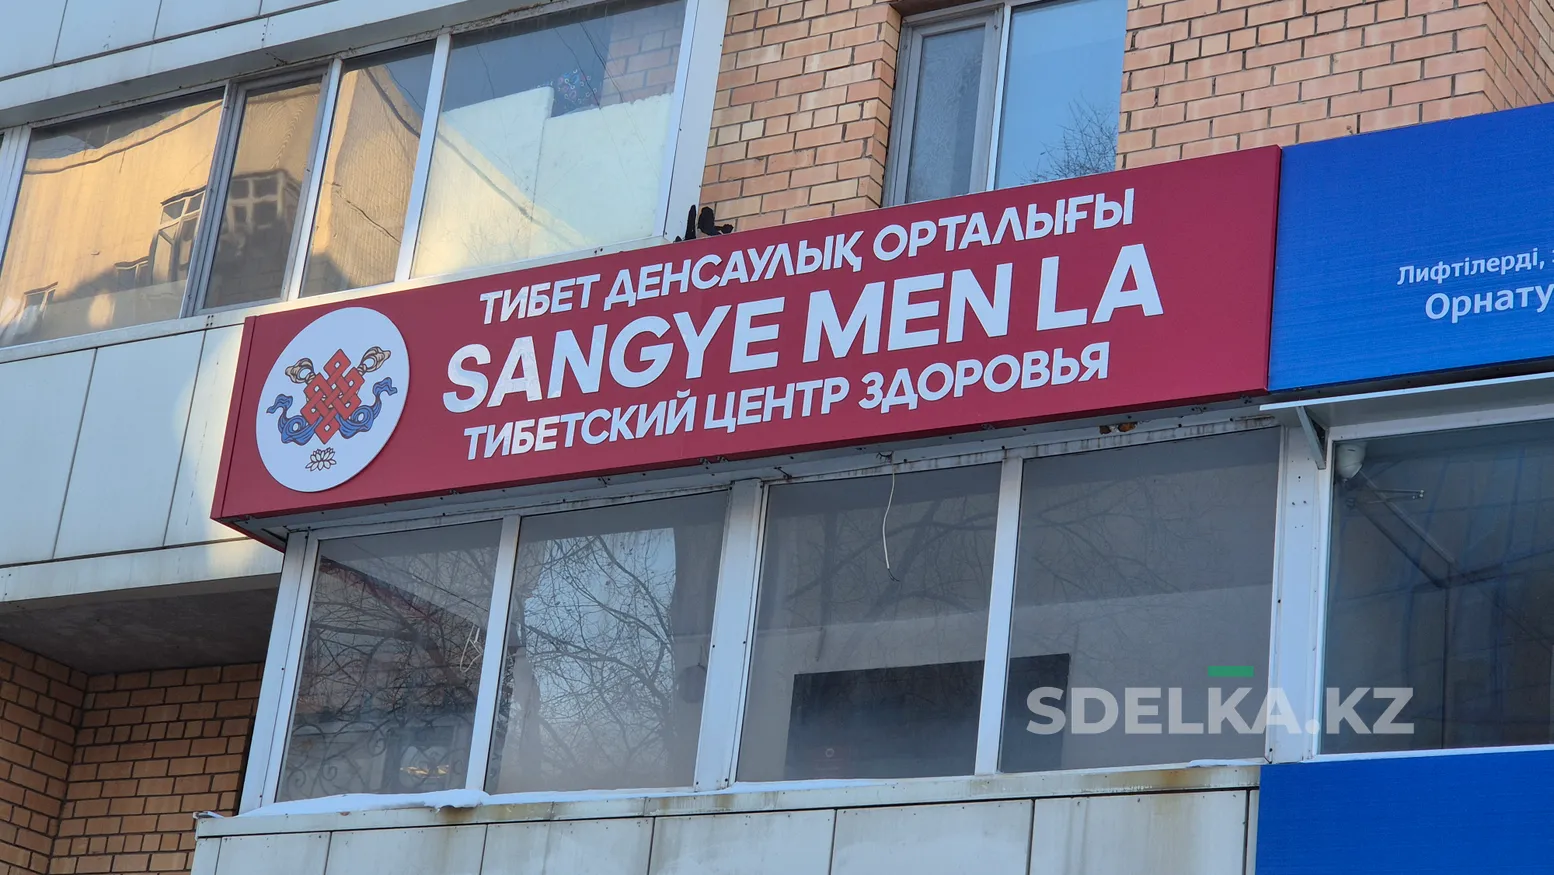 ТИБЕТ ДЕНСАУЛЫҚ ОРТАЛЫҒЫ
SANGYE MEN LA
ТИБЕТСКИЙ ЦЕНТР ЗДОРОВЬЯ
Лифтілерді,
Орнату
SDELKA.KZ